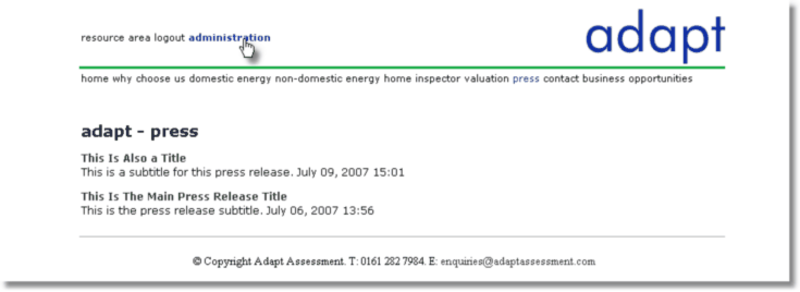 resource area logout administration
adapt
home why choose us domestic energy non-domestic energy home inspector valuation press contact business opportunities
adapt - press
This Is Also a Title
This is a subtitle for this press release. July 09, 2007 15:01
This Is The Main Press Release Title
This is the press release subtitle. July 06, 2007 13:56
© Copyright Adapt Assessment. T: 0161 282 7984. E: enquiries@adaptassessment.com